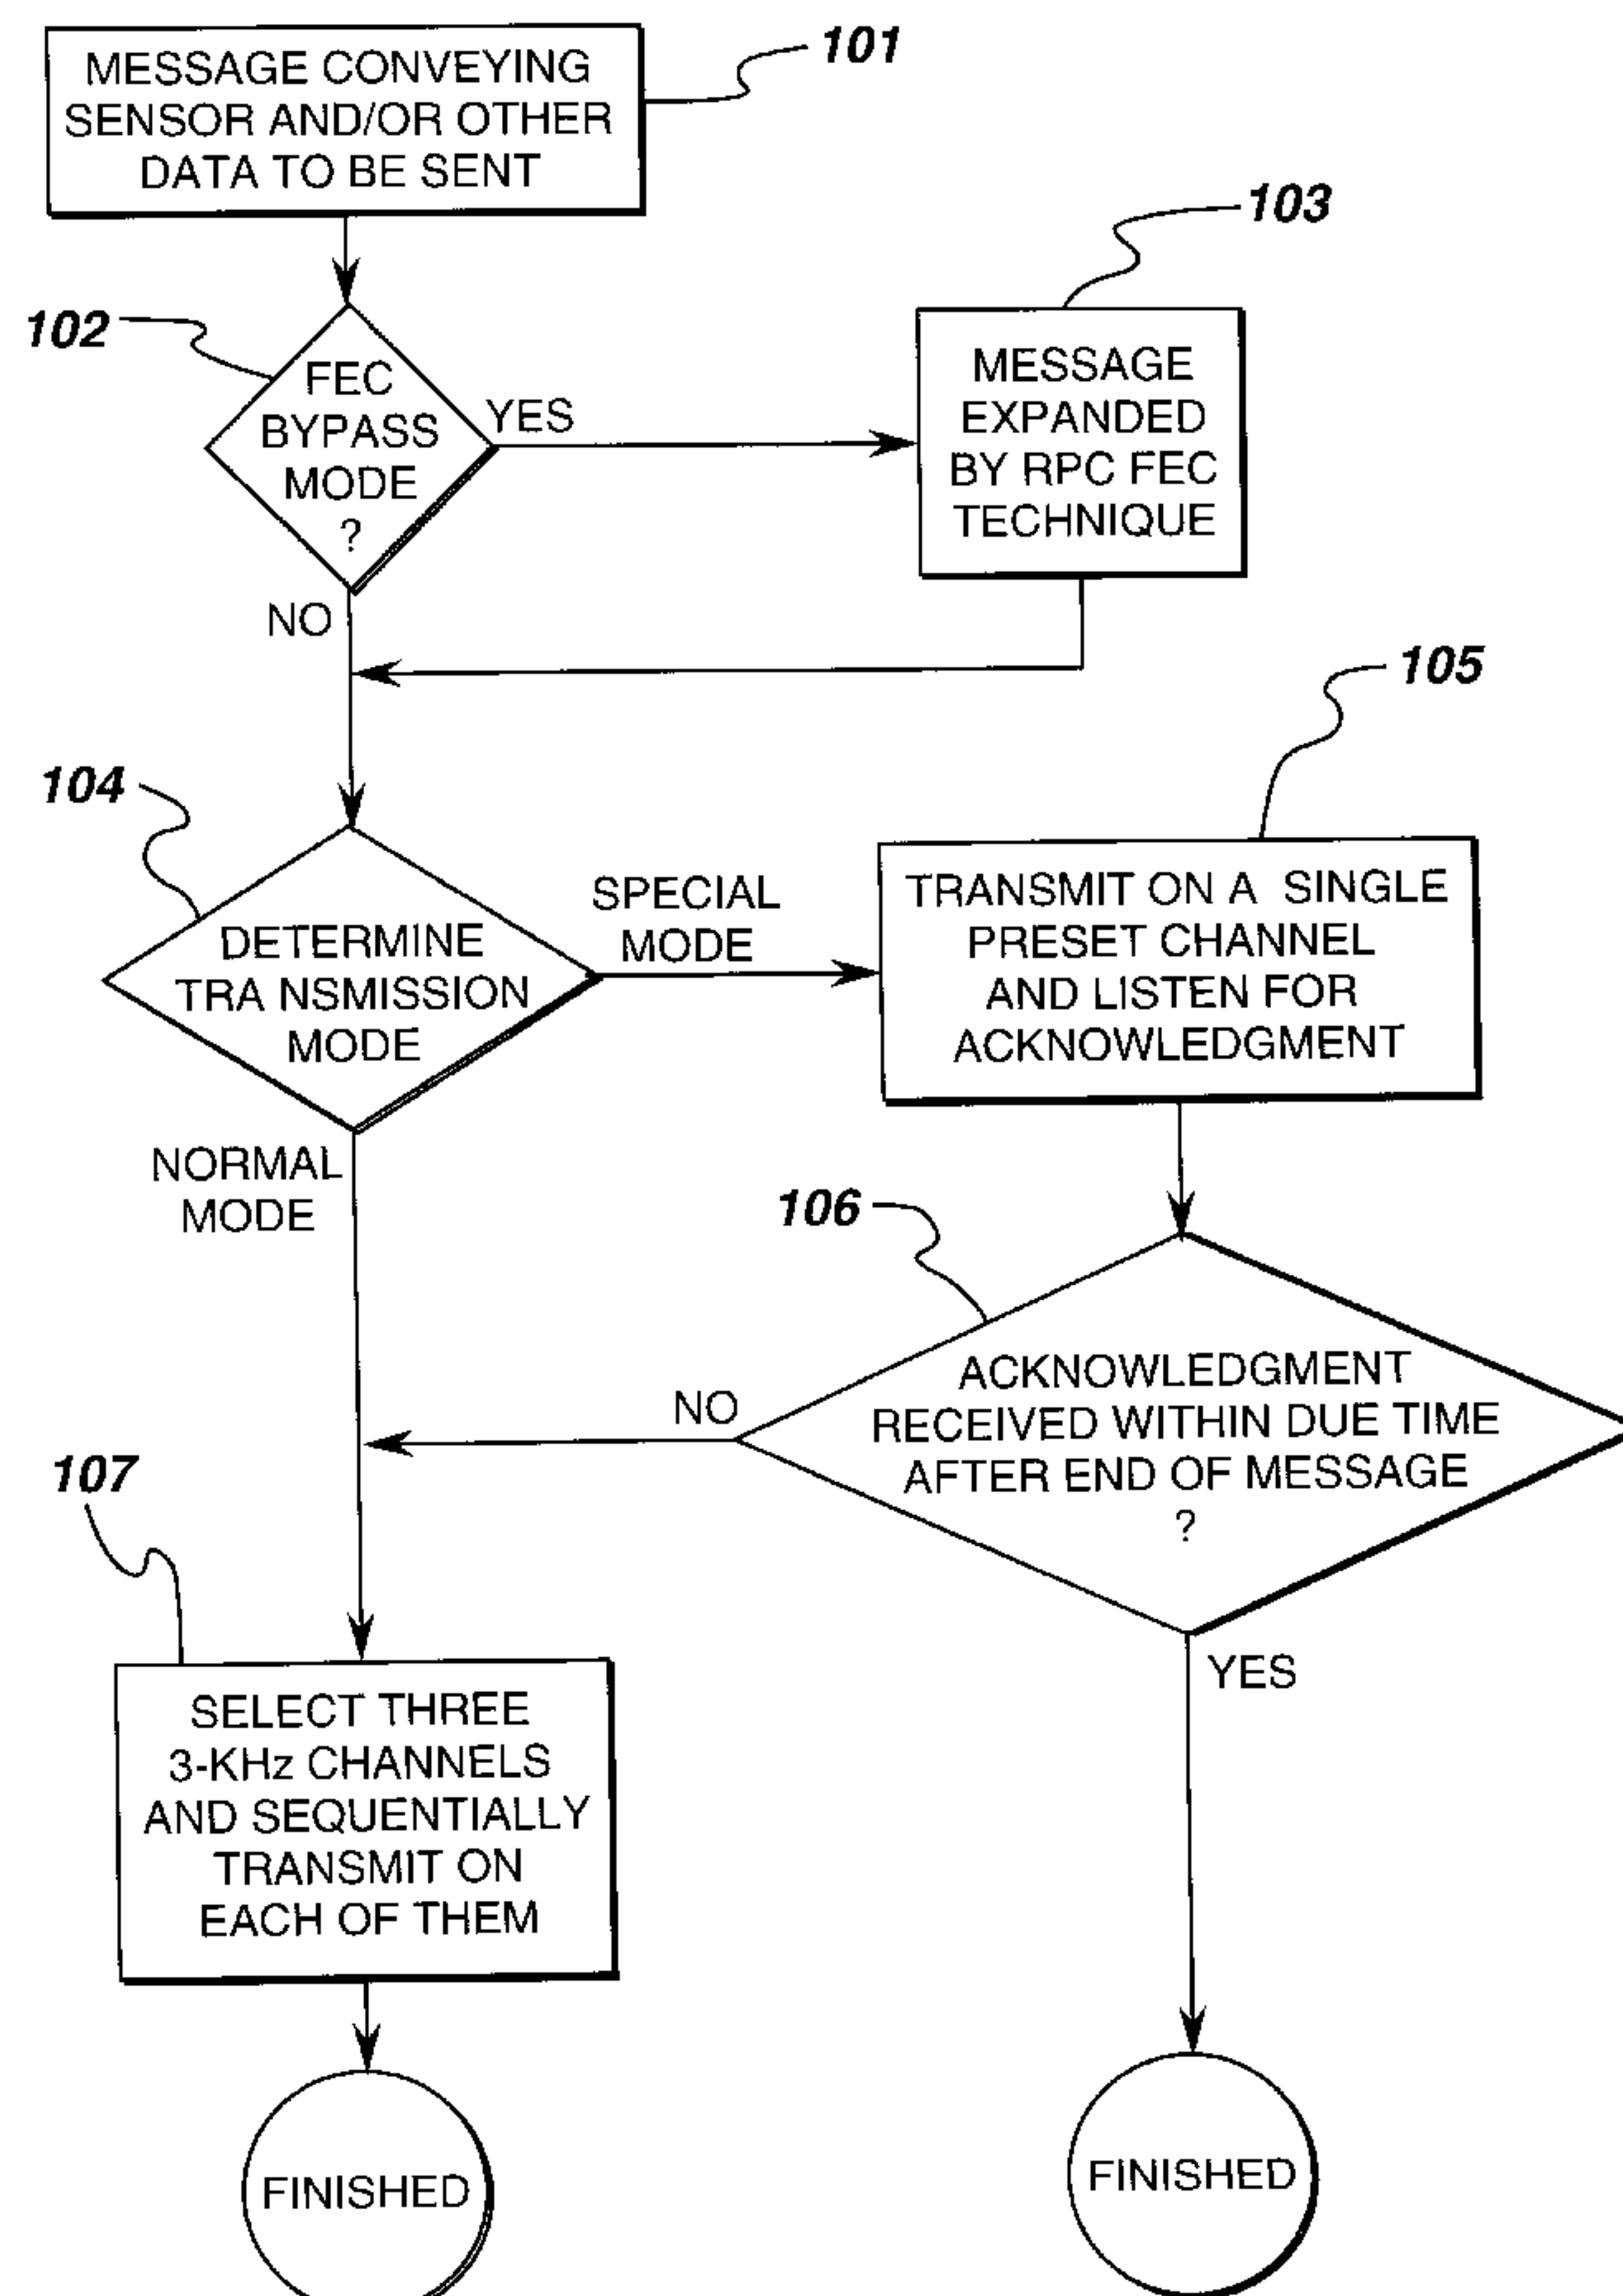 MESSAGE CONVEYING
SENSOR AND/OR OTHER
DATA TO BE SENT
101
102
FEC
BYPASS
MODE
?
YES
NO
103
MESSAGE
EXPANDED
BY RPC FEC
TECHNIQUE
104
DETERMINE
TRA NSMISSION
MODE
SPECIAL
MODE
NORMAL
MODE
105
TRANSMIT ON A SINGLE
PRESET CHANNEL
AND LISTEN FOR
ACKNOWLEDGMENT
106
ACKNOWLEDGMENT
RECEIVED WITHIN DUE TIME
AFTER END OF MESSAGE
?
NO
YES
107
SELECT THREE
3-KHz CHANNELS
AND SEQUENTIALLY
TRANSMIT ON
EACH OF THEM
FINISHED
FINISHED